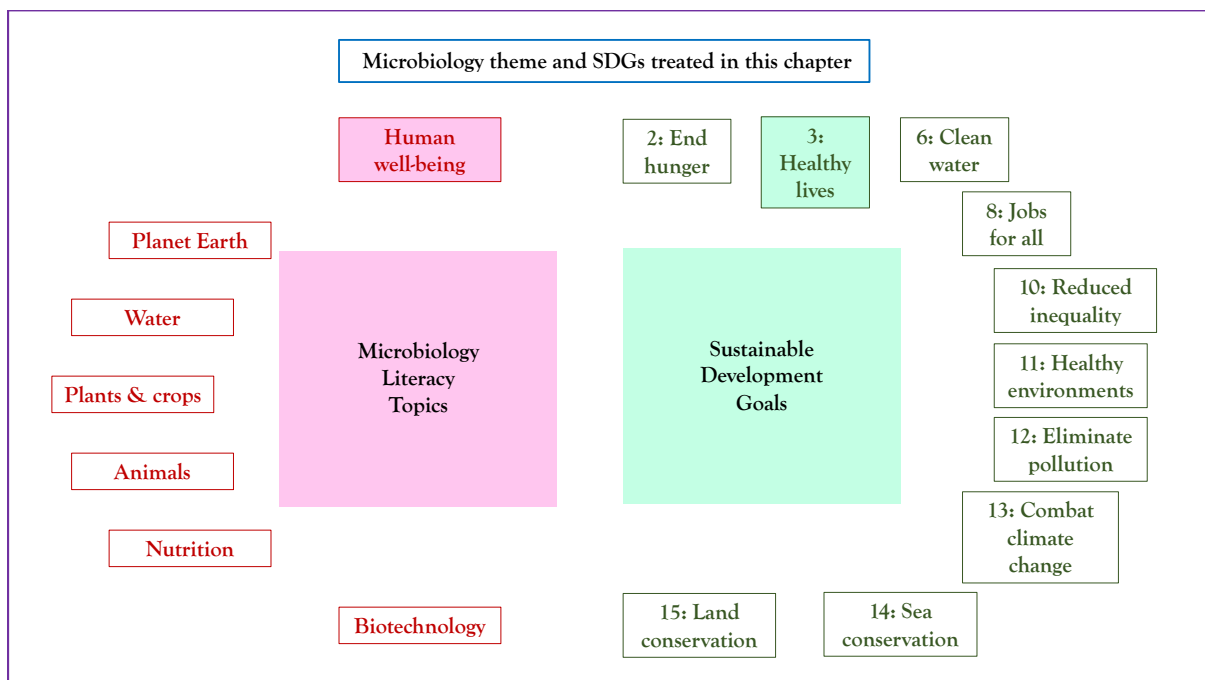 Microbiology theme and SDGs treated in this chapter
Human
well-being
Planet Earth
Water
Plants & crops
Animals
Nutrition
Biotechnology
Microbiology
Literacy
Topics
Sustainable
Development
Goals
2: End
hunger
3:
Healthy
lives
6: Clean
water
8: Jobs
for all
10: Reduced
inequality
11: Healthy
environments
12: Eliminate
pollution
13: Combat
climate
change
14: Sea
conservation
15: Land
conservation